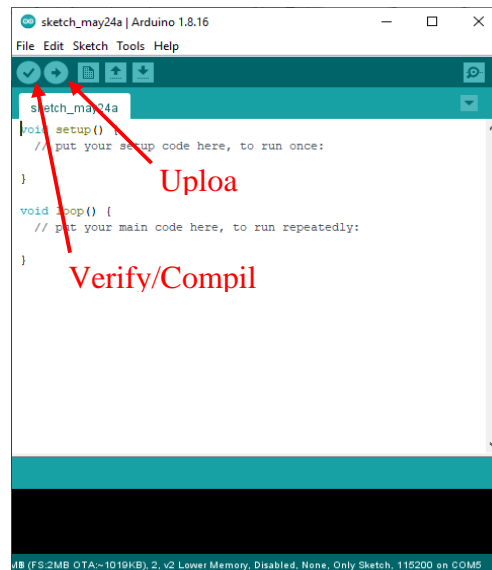 sketch_may24a | Arduino 1.8.16
File Edit Sketch Tools Help
sketch_may24a
void setup() {
// put your setup code here, to run once:
}
Uploa
void loop() {
// put your main code here, to run repeatedly:
}
Verify/Compil
MB (FS:2MB OTA:~1019KB), 2, v2 Lower Memory, Disabled, None, Only Sketch, 115200 on COM5